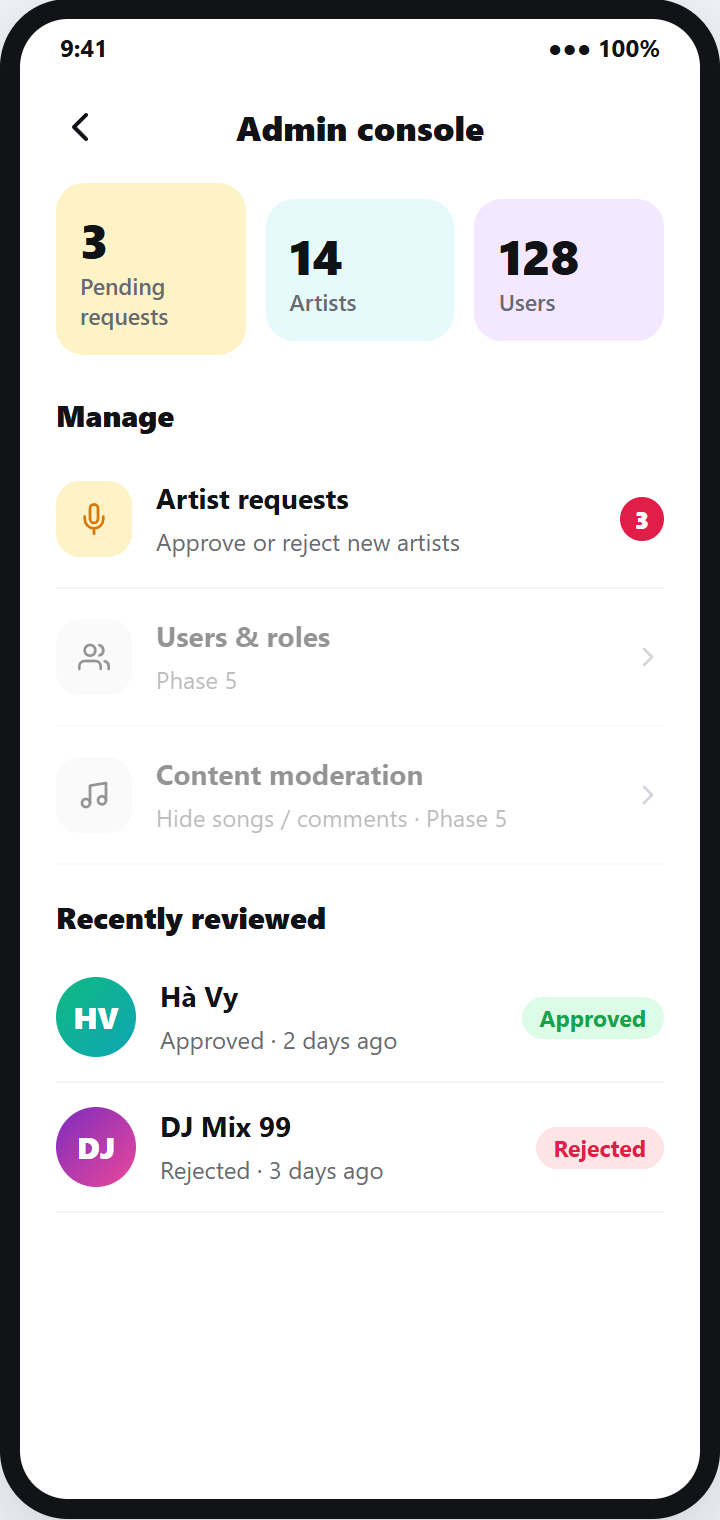 9:41
●●● 100%
Admin console
3
Pending
requests
14
Artists
128
Users
Manage
Artist requests
Approve or reject new artists
3
Users & roles
Phase 5
Content moderation
Hide songs / comments · Phase 5
Recently reviewed
HV
Hà Vy
Approved · 2 days ago
Approved
DJ
DJ Mix 99
Rejected · 3 days ago
Rejected